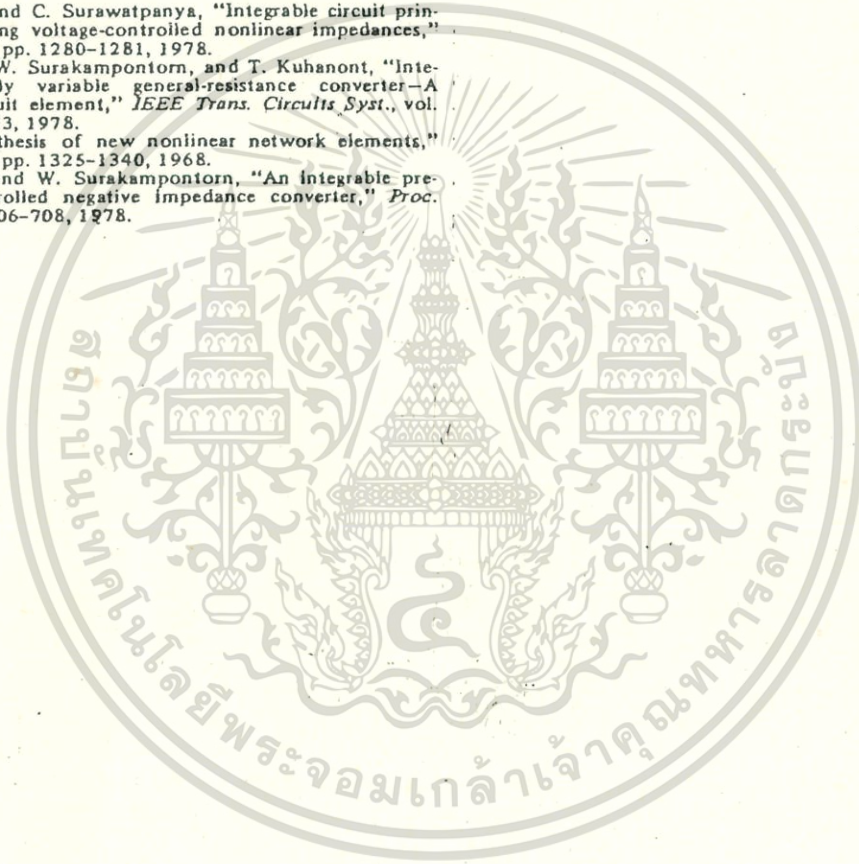 nd C. Surawatpanya, "Integrable circuit prin-
ng voltage-controlled nonlinear impedances,"
pp. 1280–1281, 1978.
W. Surakampontorn, and T. Kuhanont, "Inte-
ly variable general-resistance converter—A
uit element," IEEE Trans. Circuits Syst., vol.
3, 1978.
thesis of new nonlinear network elements,"
pp. 1325–1340, 1968.
nd W. Surakampontorn, "An integrable pre-
rolled negative impedance converter," Proc.
06–708, 1978.
สถาบันเทคโนโลยีพระจอมเกล้าเจ้าคุณทหารลาดกระบัง